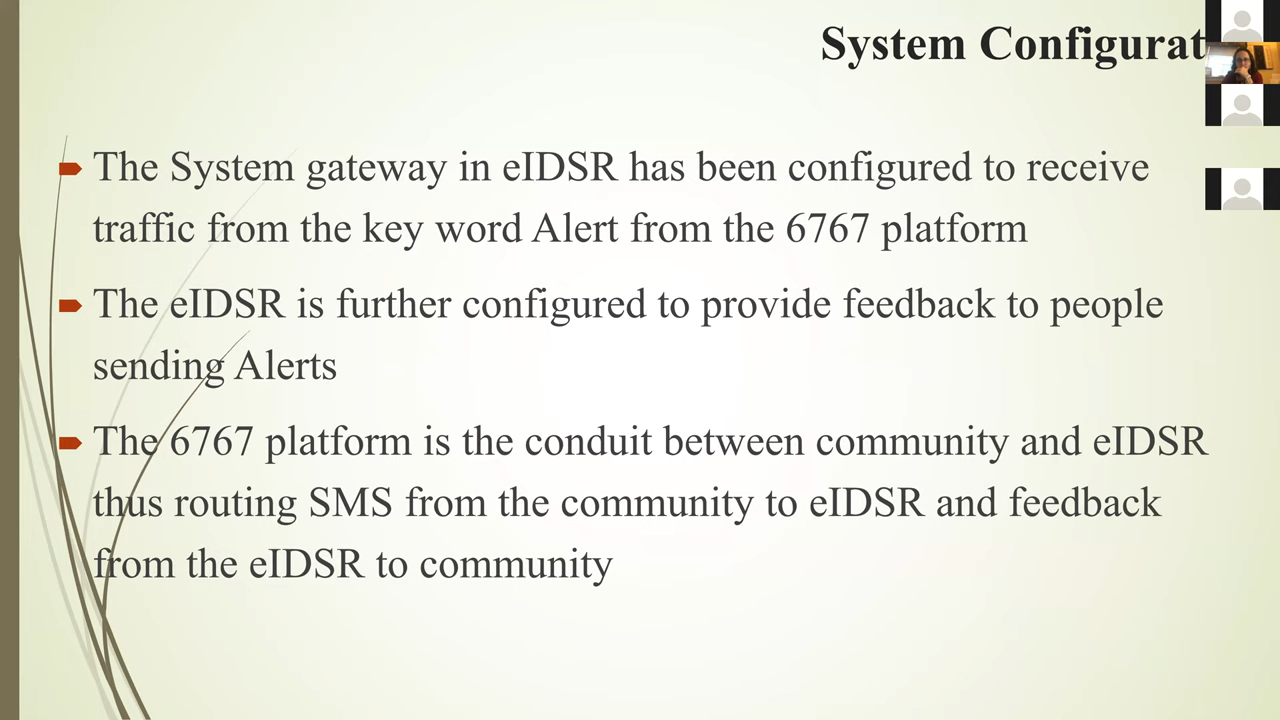 System Configurat
The System gateway in eIDSR has been configured to receive
traffic from the key word Alert from the 6767 platform
The eIDSR is further configured to provide feedback to people
sending Alerts
The 6767 platform is the conduit between community and eIDSR
thus routing SMS from the community to eIDSR and feedback
from the eIDSR to community